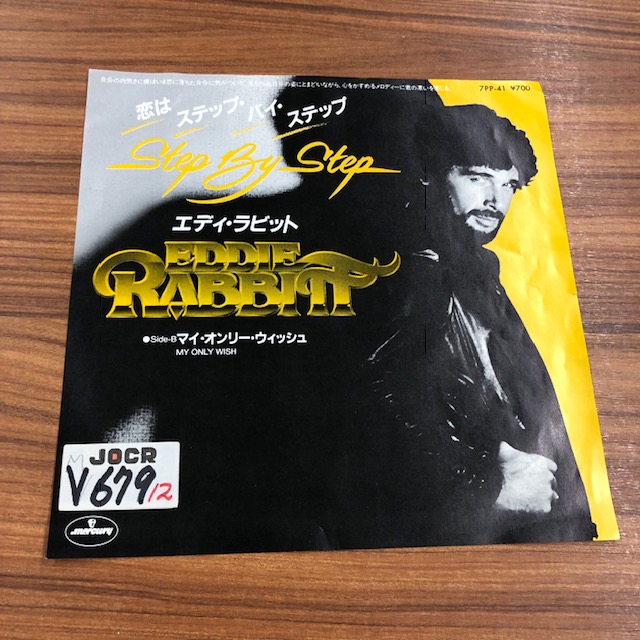 7PP-41 ¥700
恋は ステップ・バイ・ステップ
Step By Step
エディ・ラビット
EDDIE
RABBITT
●Side-B マイ・オンリー・ウィッシュ
MY ONLY WISH
M JOCR
V679 12
mercury